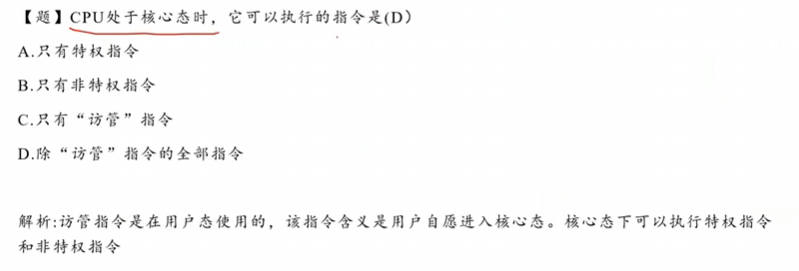 【题】CPU处于核心态时，它可以执行的指令是(D）
A.只有特权指令
B.只有非特权指令
C.只有“访管”指令
D.除“访管”指令的全部指令
解析:访管指令是在用户态使用的，该指令含义是用户自愿进入核心态。核心态下可以执行特权指令
和非特权指令